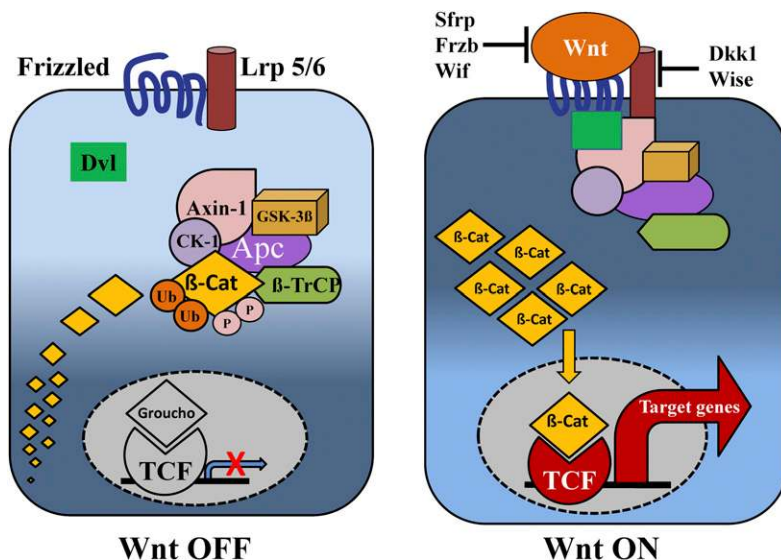 Frizzled
Lrp 5/6
Dvl
Axin-1
GSK-3ß
CK-1
Apc
ß-Cat
ß-TrCP
Ub
Ub
P
P
Groucho
TCF
X
Wnt OFF
Sfrp
Frzb
Wif
Wnt
Dkk1
Wise
ß-Cat
ß-Cat
ß-Cat
ß-Cat
ß-Cat
ß-Cat
Target genes
TCF
Wnt ON